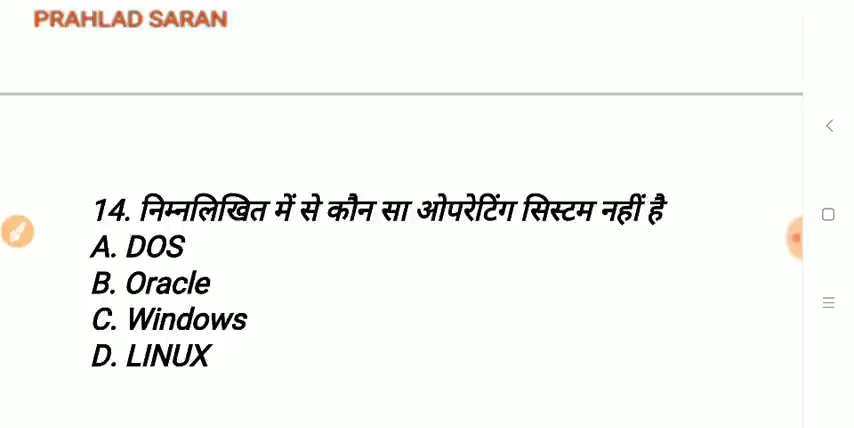 PRAHLAD SARAN
14. निम्नलिखित में से कौन सा ओपरेटिंग सिस्टम नहीं है
A. DOS
B. Oracle
C. Windows
D. LINUX